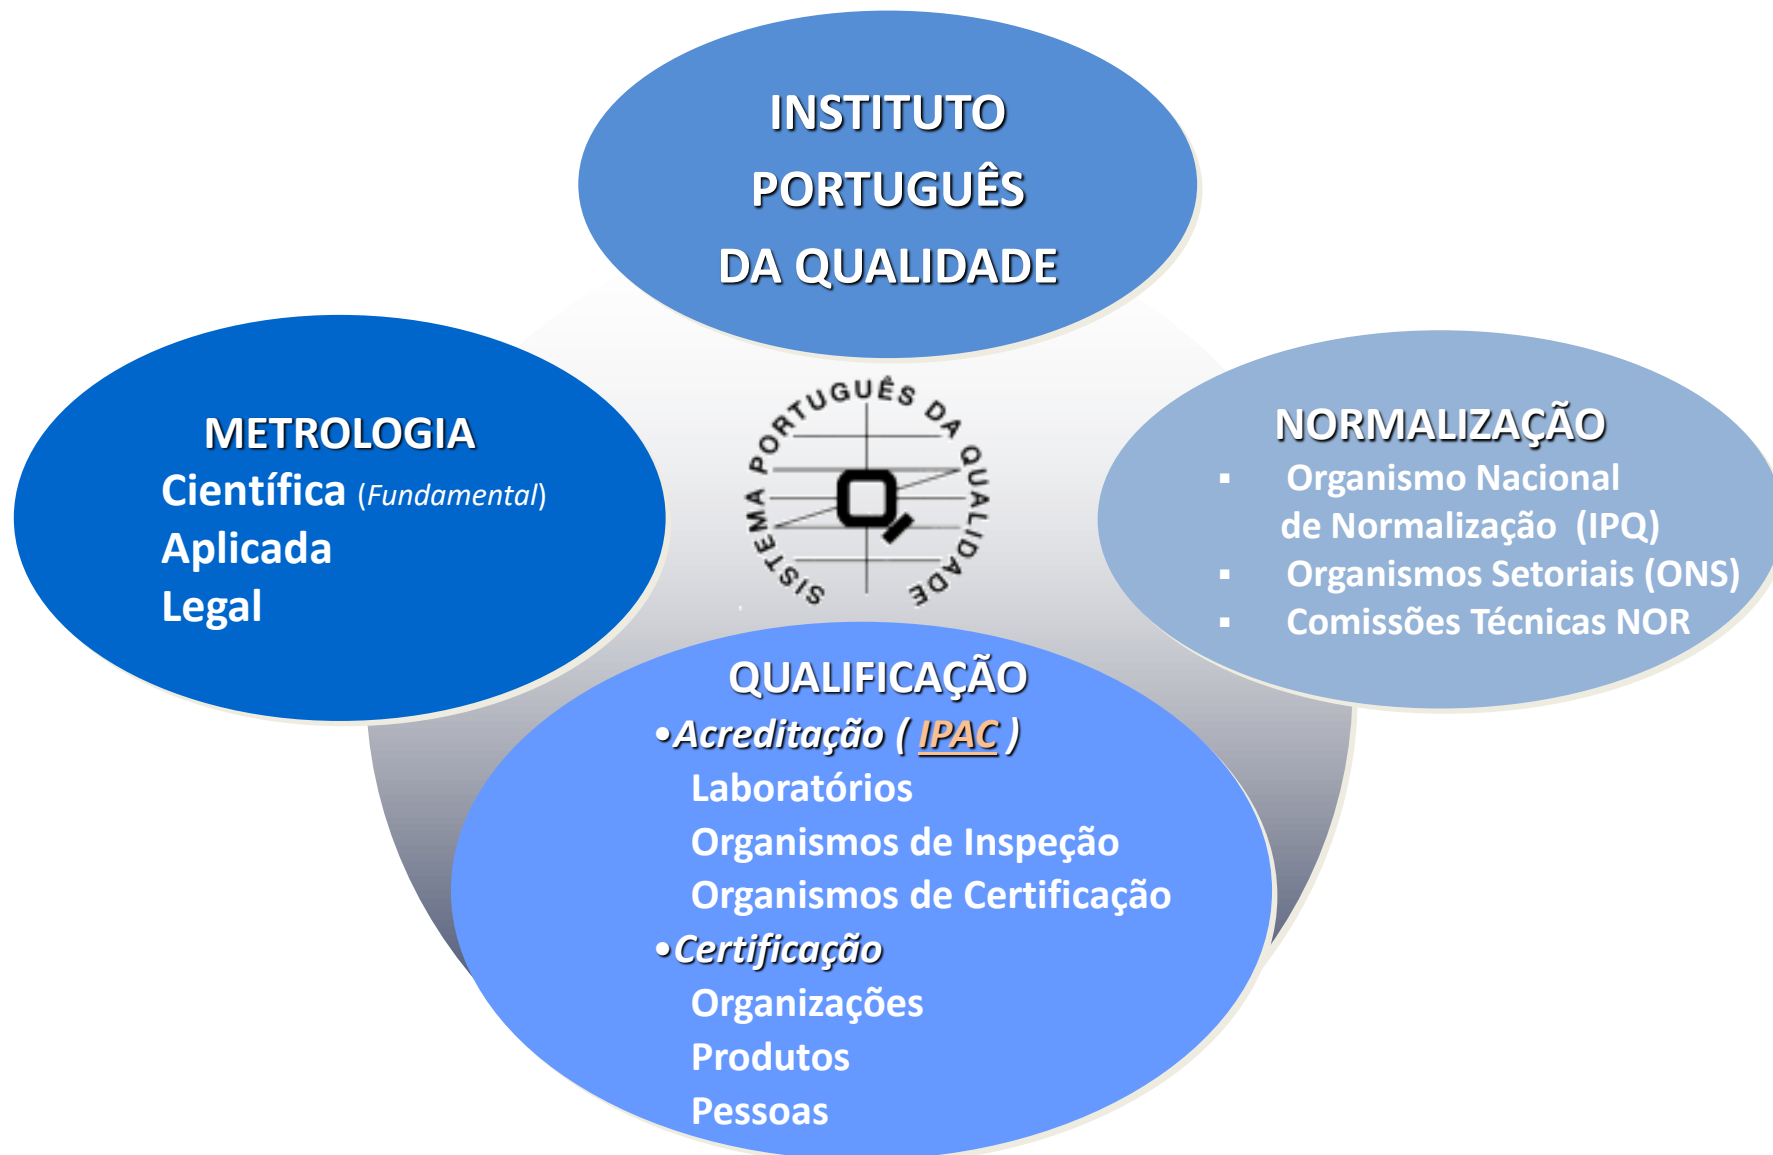 INSTITUTO
PORTUGUÊS
DA QUALIDADE
METROLOGIA
Científica (Fundamental)
Aplicada
Legal
SISTEMA PORTUGUÊS DA QUALIDADE
NORMALIZAÇÃO
▪ Organismo Nacional
de Normalização (IPQ)
▪ Organismos Setoriais (ONS)
▪ Comissões Técnicas NOR
QUALIFICAÇÃO
•Acreditação ( IPAC )
Laboratórios
Organismos de Inspeção
Organismos de Certificação
•Certificação
Organizações
Produtos
Pessoas